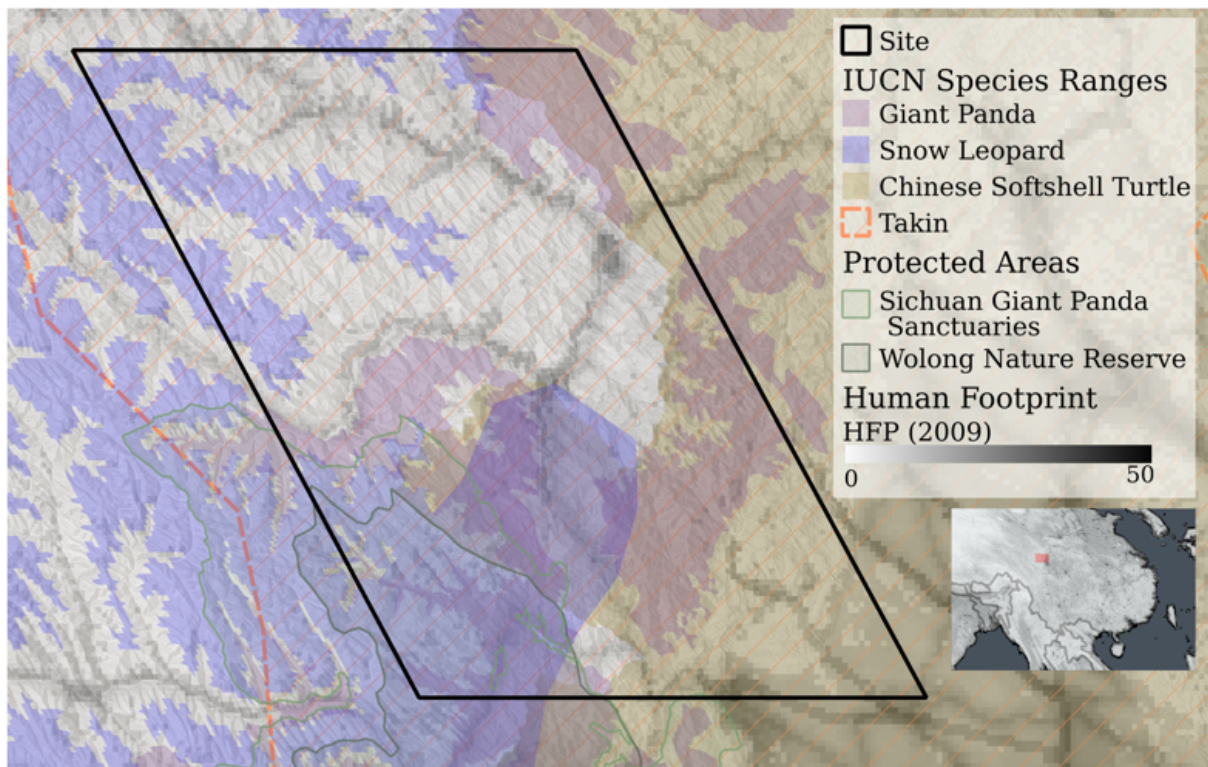 Site
IUCN Species Ranges
Giant Panda
Snow Leopard
Chinese Softshell Turtle
Takin
Protected Areas
Sichuan Giant Panda
Sanctuaries
Wolong Nature Reserve
Human Footprint
HFP (2009)
0 50